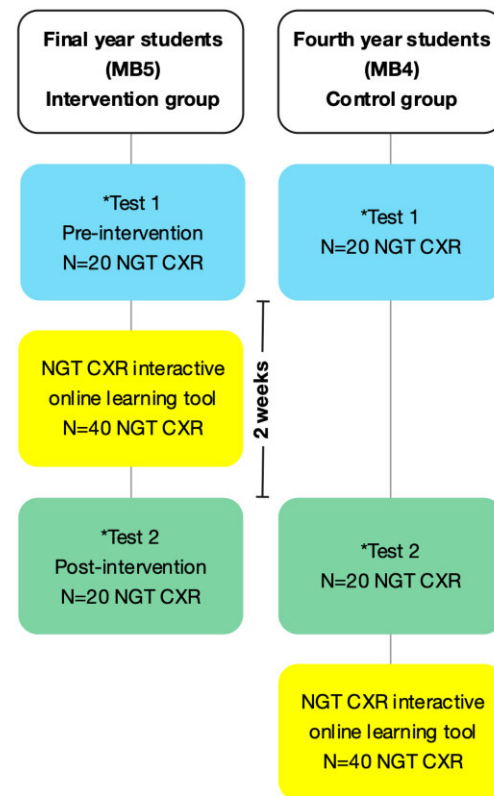 Final year students
(MB5)
Intervention group
Fourth year students
(MB4)
Control group
*Test 1
Pre-intervention
N=20 NGT CXR
*Test 1
N=20 NGT CXR
NGT CXR interactive
online learning tool
N=40 NGT CXR
2 weeks
*Test 2
Post-intervention
N=20 NGT CXR
*Test 2
N=20 NGT CXR
NGT CXR interactive
online learning tool
N=40 NGT CXR